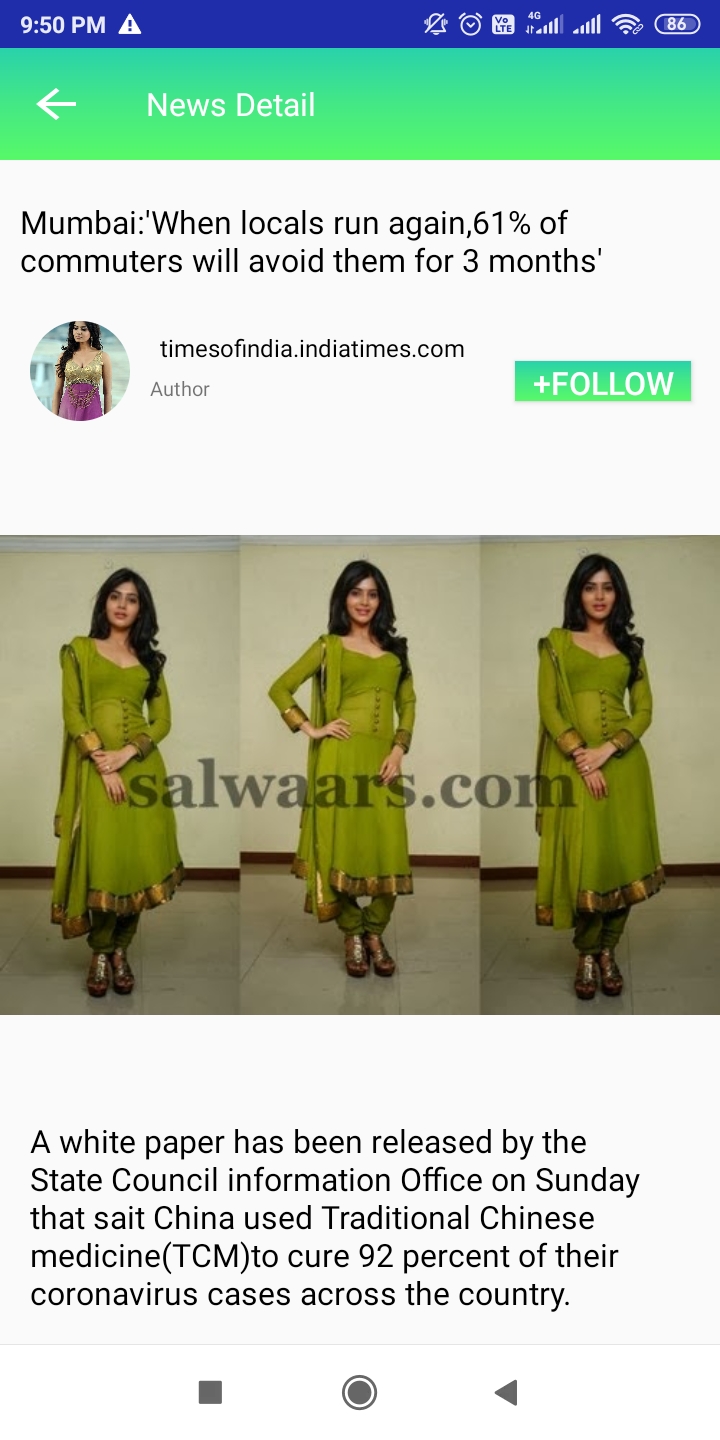 9:50 PM
Vo LTE
4G
86
News Detail
Mumbai:'When locals run again,61% of
commuters will avoid them for 3 months'
timesofindia.indiatimes.com
Author
+FOLLOW
salwaars.com
A white paper has been released by the
State Council information Office on Sunday
that sait China used Traditional Chinese
medicine(TCM)to cure 92 percent of their
coronavirus cases across the country.